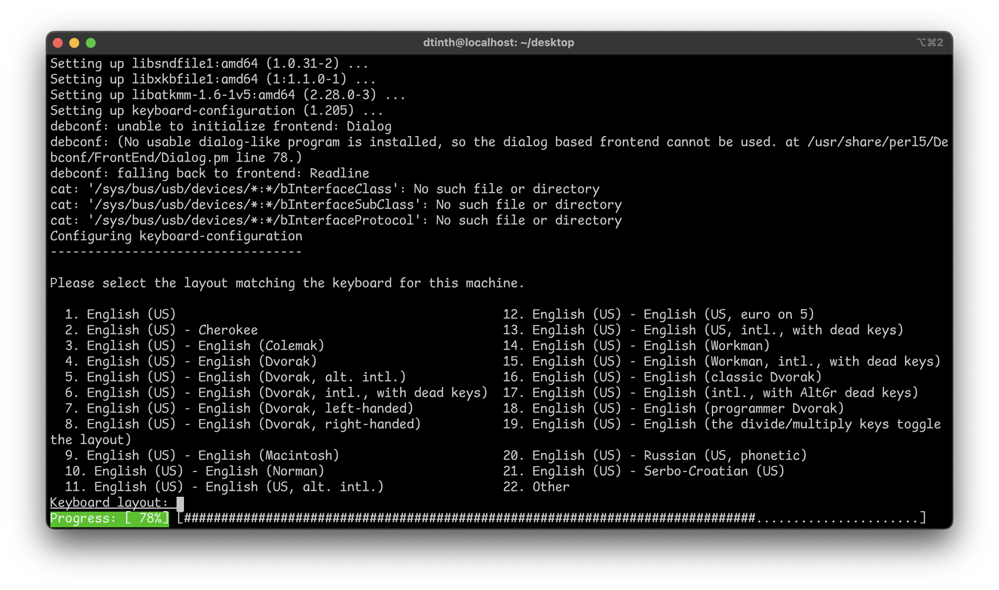 dtinth@localhost: ~/desktop
⌥⌘2
Setting up libsndfile1:amd64 (1.0.31-2) ...
Setting up libxkbfile1:amd64 (1:1.1.0-1) ...
Setting up libatkmm-1.6-1v5:amd64 (2.28.0-3) ...
Setting up keyboard-configuration (1.205) ...
debconf: unable to initialize frontend: Dialog
debconf: (No usable dialog-like program is installed, so the dialog based frontend cannot be used. at /usr/share/perl5/De
bconf/FrontEnd/Dialog.pm line 78.)
debconf: falling back to frontend: Readline
cat: '/sys/bus/usb/devices/*:*/bInterfaceClass': No such file or directory
cat: '/sys/bus/usb/devices/*:*/bInterfaceSubClass': No such file or directory
cat: '/sys/bus/usb/devices/*:*/bInterfaceProtocol': No such file or directory
Configuring keyboard-configuration
----------------------------------
Please select the layout matching the keyboard for this machine.
  1. English (US)                                            12. English (US) - English (US, euro on 5)
  2. English (US) - Cherokee                                 13. English (US) - English (US, intl., with dead keys)
  3. English (US) - English (Colemak)                        14. English (US) - English (Workman)
  4. English (US) - English (Dvorak)                         15. English (US) - English (Workman, intl., with dead keys)
  5. English (US) - English (Dvorak, alt. intl.)             16. English (US) - English (classic Dvorak)
  6. English (US) - English (Dvorak, intl., with dead keys)  17. English (US) - English (intl., with AltGr dead keys)
  7. English (US) - English (Dvorak, left-handed)            18. English (US) - English (programmer Dvorak)
  8. English (US) - English (Dvorak, right-handed)           19. English (US) - English (the divide/multiply keys toggle
the layout)
  9. English (US) - English (Macintosh)                      20. English (US) - Russian (US, phonetic)
  10. English (US) - English (Norman)                        21. English (US) - Serbo-Croatian (US)
  11. English (US) - English (US, alt. intl.)                22. Other
Keyboard layout:
Progress: [ 78%] [#############################################################################......................]